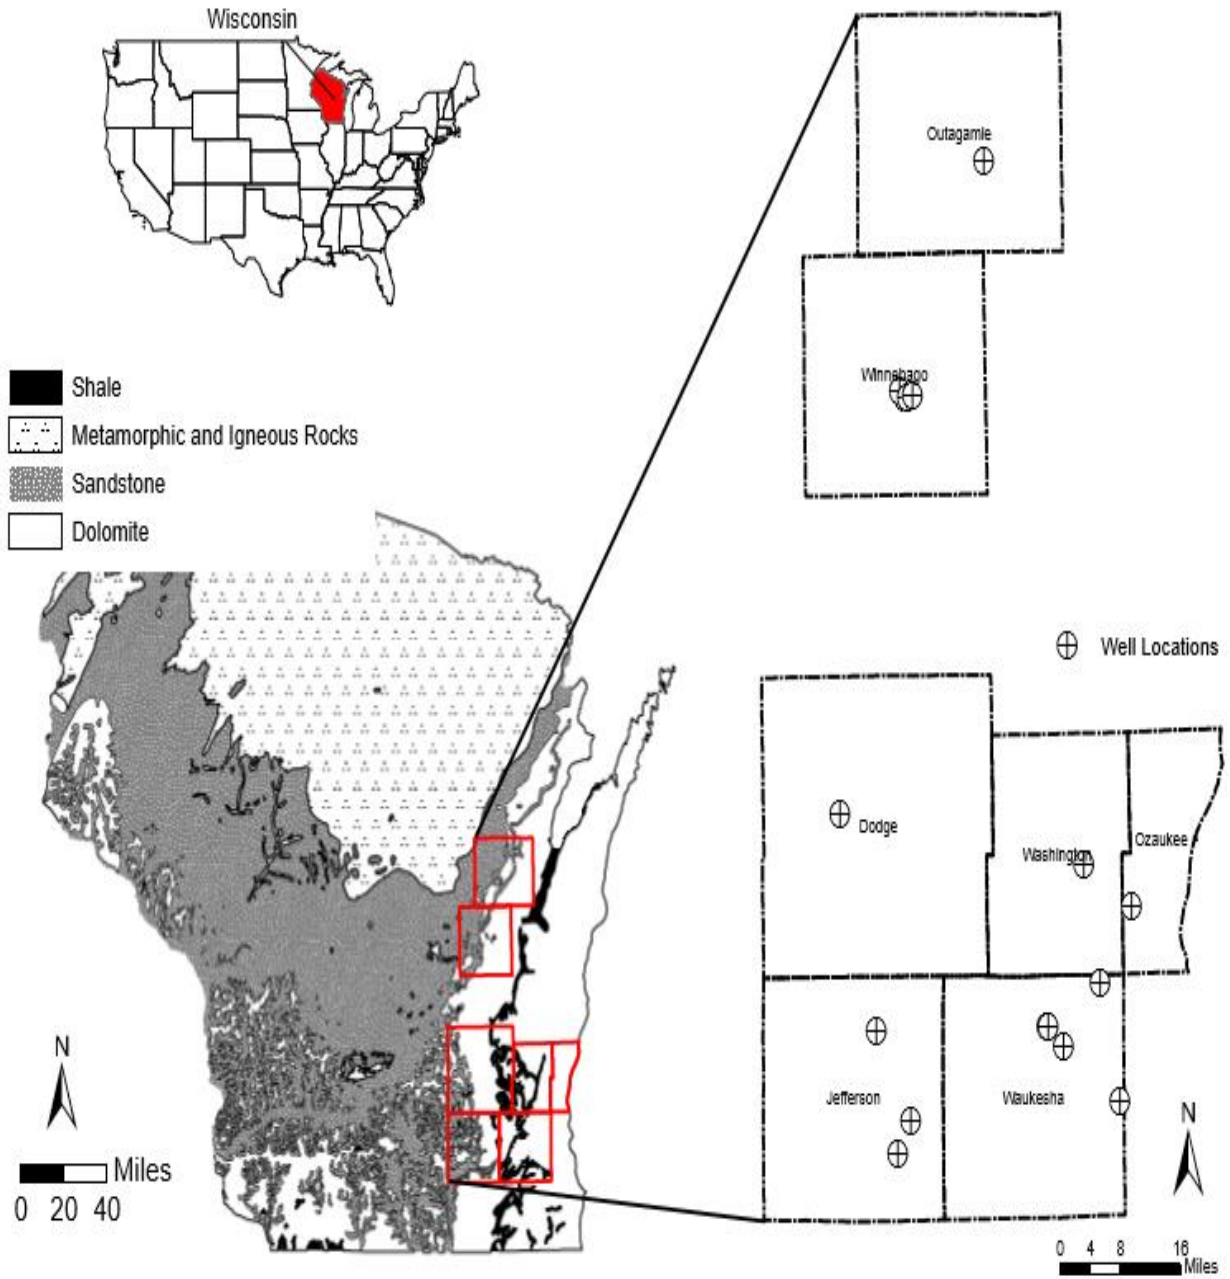 Wisconsin
Outagamie
Winnebago
Shale
Metamorphic and Igneous Rocks
Sandstone
Dolomite
Well Locations
Dodge
Washington
Ozaukee
Jefferson
Waukesha
N
Miles
0 20 40
N
0 4 8 16
Miles